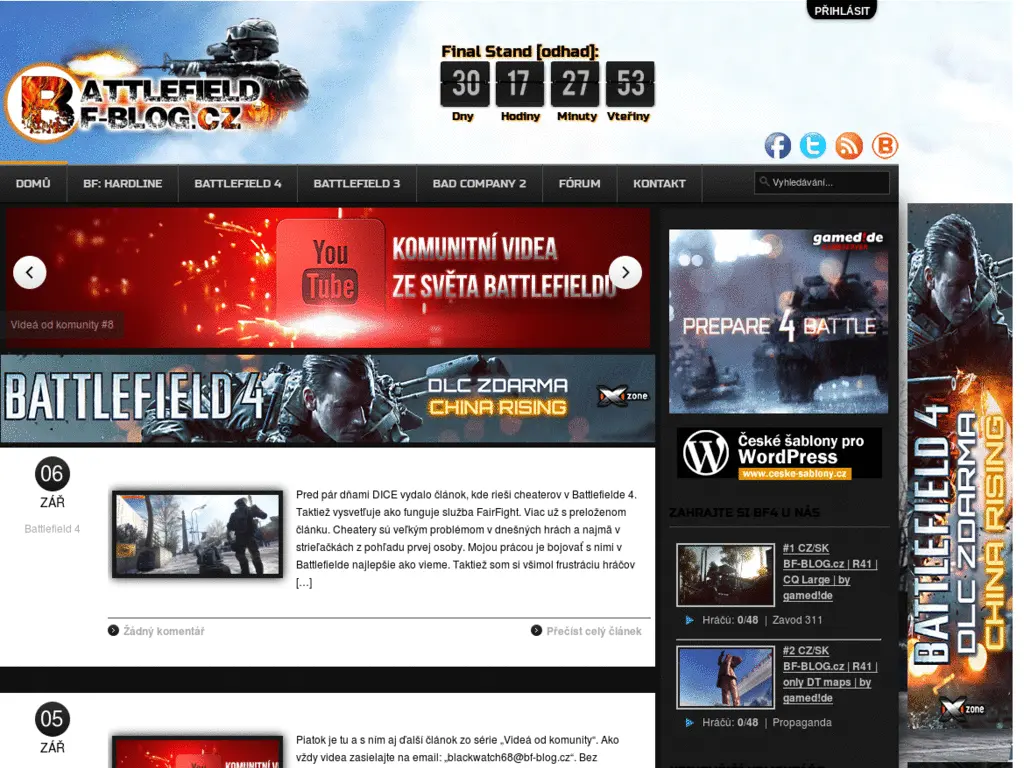 PŘIHLÁSIT
BATTLEFIELD
BF-BLOG.CZ
Final Stand [odhad]:
30 17 27 53
Dny Hodiny Minuty Vteřiny
DOMŮ BF: HARDLINE BATTLEFIELD 4 BATTLEFIELD 3 BAD COMPANY 2 FÓRUM KONTAKT
Vyhledávání...
You Tube
KOMUNITNÍ VIDEA
ZE SVĚTA BATTLEFIELDU
Videá od komunity #8
BATTLEFIELD 4
DLC ZDARMA
CHINA RISING
Xzone
06
ZÁŘ
Battlefield 4
Pred pár dňami DICE vydalo článok, kde rieši cheaterov v Battlefielde 4.
Taktiež vysvetľuje ako funguje služba FairFight. Viac už s preloženom
článku. Cheatery sú veľkým problémom v dnešných hrách a najmä v
strieľačkách z pohľadu prvej osoby. Mojou prácou je bojovať s nimi v
Battlefielde najlepšie ako vieme. Taktiež som si všimol frustráciu hráčov
[…]
Žádný komentář
Přečíst celý článek
05
ZÁŘ
Piatok je tu a s ním aj ďalší článok zo série „Videá od komunity“. Ako
vždy videa zasielajte na email: „blackwatch68@bf-blog.cz“. Bez
gamed!de
PREPARE 4 BATTLE
České šablony pro
WordPress
www.ceske-sablony.cz
ZAHRAJTE SI BF4 U NÁS
#1 CZ/SK
BF-BLOG.cz | R41 |
CQ Large | by
gamed!de
Hráčů: 0/48 | Zavod 311
#2 CZ/SK
BF-BLOG.cz | R41 |
only DT maps | by
gamed!de
Hráčů: 0/48 | Propaganda
BATTLEFIELD 4
DLC ZDARMA
CHINA RISING
Xzone